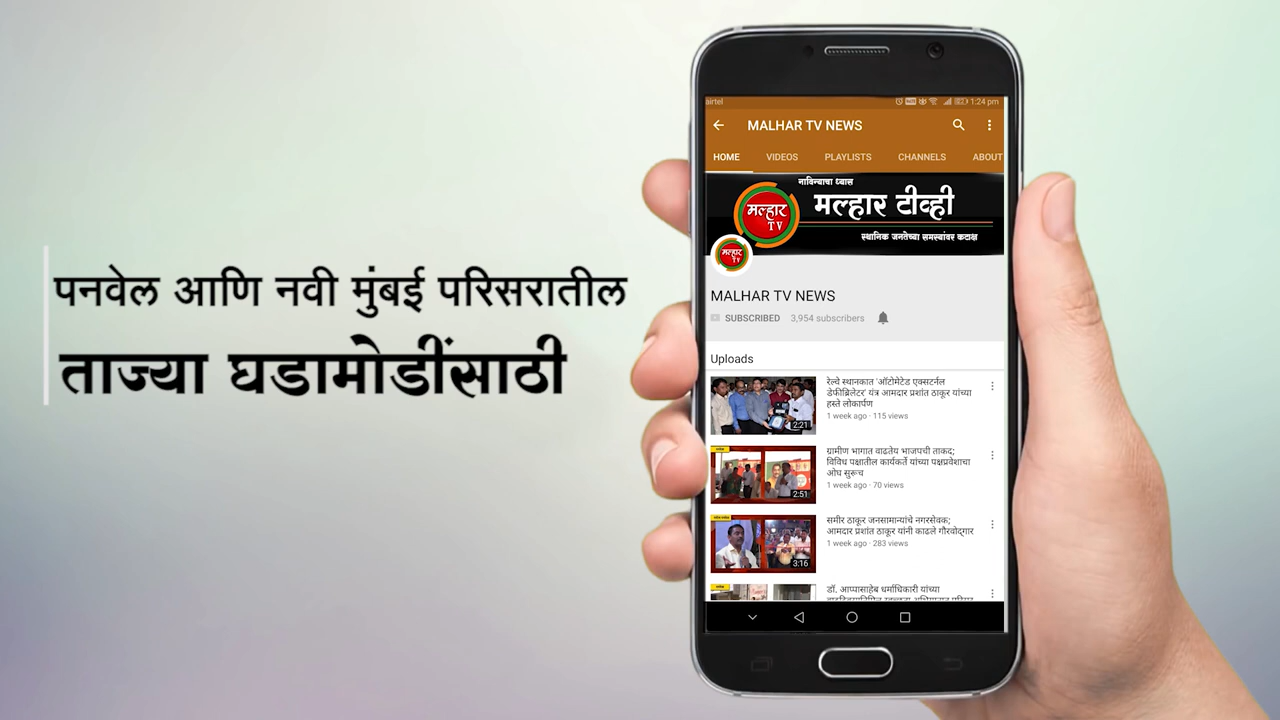 पनवेल आणि नवी मुंबई परिसरातील
ताज्या घडामोडींसाठी
airtel
1:24 pm
MALHAR TV NEWS
HOME VIDEOS PLAYLISTS CHANNELS ABOUT
नाविन्याचा ध्यास
मल्हार टीव्ही
मल्हार
TV
स्थानिक जनतेच्या समस्यांवर कटाक्ष
मल्हार
TV
MALHAR TV NEWS
SUBSCRIBED 3,954 subscribers
Uploads
रेल्वे स्थानकात 'ऑटोमेटेड एक्सटर्नल
डेफीब्रिलेटर' यंत्र आमदार प्रशांत ठाकूर यांच्या
हस्ते लोकार्पण
1 week ago · 115 views
2:21
ग्रामीण भागात वाढतेय भाजपची ताकद;
विविध पक्षातील कार्यकर्ते यांच्या पक्षप्रवेशाचा
ओघ सुरूच
1 week ago · 70 views
2:51
समीर ठाकूर जनसामान्यांचे नगरसेवक;
आमदार प्रशांत ठाकूर यांनी काढले गौरवोद्‌गार
1 week ago · 283 views
3:16
डॉ. आप्पासाहेब धर्माधिकारी यांच्या